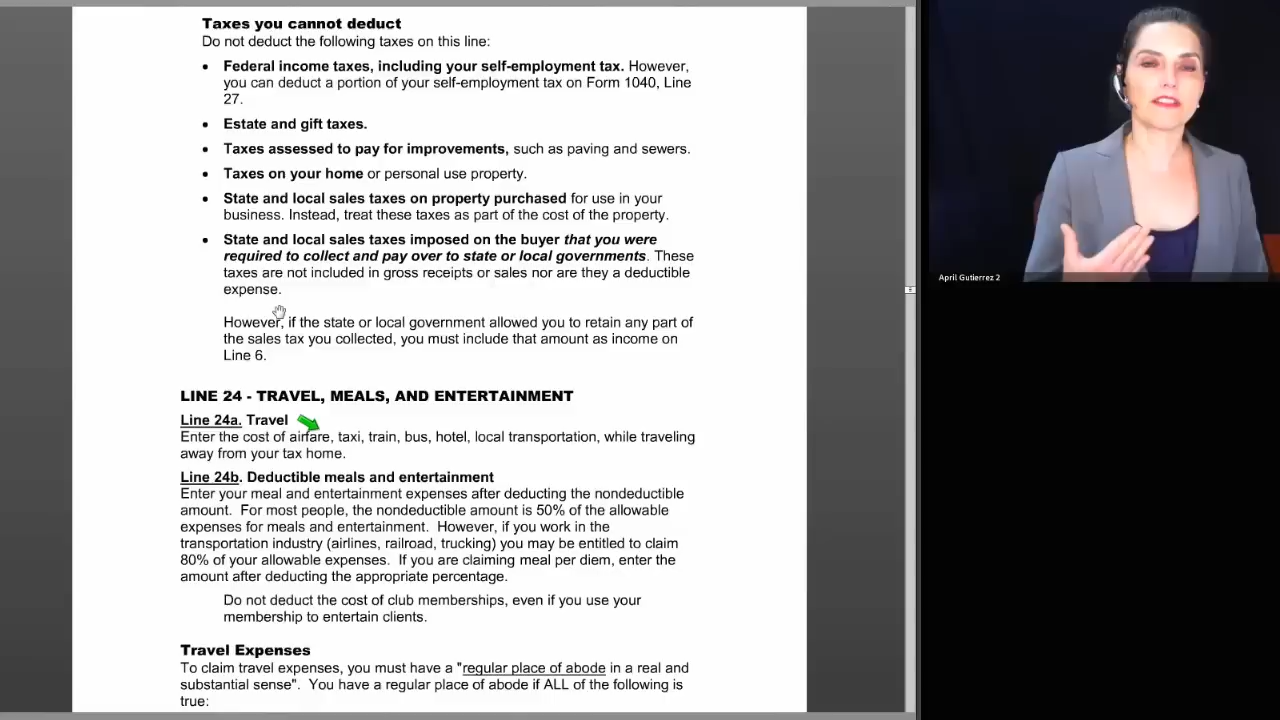 Taxes you cannot deduct
Do not deduct the following taxes on this line:
• Federal income taxes, including your self-employment tax. However,
you can deduct a portion of your self-employment tax on Form 1040, Line
27.
• Estate and gift taxes.
• Taxes assessed to pay for improvements, such as paving and sewers.
• Taxes on your home or personal use property.
• State and local sales taxes on property purchased for use in your
business. Instead, treat these taxes as part of the cost of the property.
• State and local sales taxes imposed on the buyer that you were
required to collect and pay over to state or local governments. These
taxes are not included in gross receipts or sales nor are they a deductible
expense.
However, if the state or local government allowed you to retain any part of
the sales tax you collected, you must include that amount as income on
Line 6.
LINE 24 - TRAVEL, MEALS, AND ENTERTAINMENT
Line 24a. Travel
Enter the cost of airfare, taxi, train, bus, hotel, local transportation, while traveling
away from your tax home.
Line 24b. Deductible meals and entertainment
Enter your meal and entertainment expenses after deducting the nondeductible
amount. For most people, the nondeductible amount is 50% of the allowable
expenses for meals and entertainment. However, if you work in the
transportation industry (airlines, railroad, trucking) you may be entitled to claim
80% of your allowable expenses. If you are claiming meal per diem, enter the
amount after deducting the appropriate percentage.
Do not deduct the cost of club memberships, even if you use your
membership to entertain clients.
Travel Expenses
To claim travel expenses, you must have a "regular place of abode in a real and
substantial sense". You have a regular place of abode if ALL of the following is
true:
April Gutierrez 2